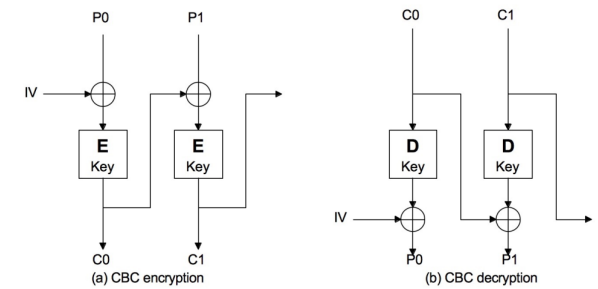 P0
P1
IV
E
Key
E
Key
C0
C1
(a) CBC encryption
C0
C1
D
Key
D
Key
IV
P0
P1
(b) CBC decryption